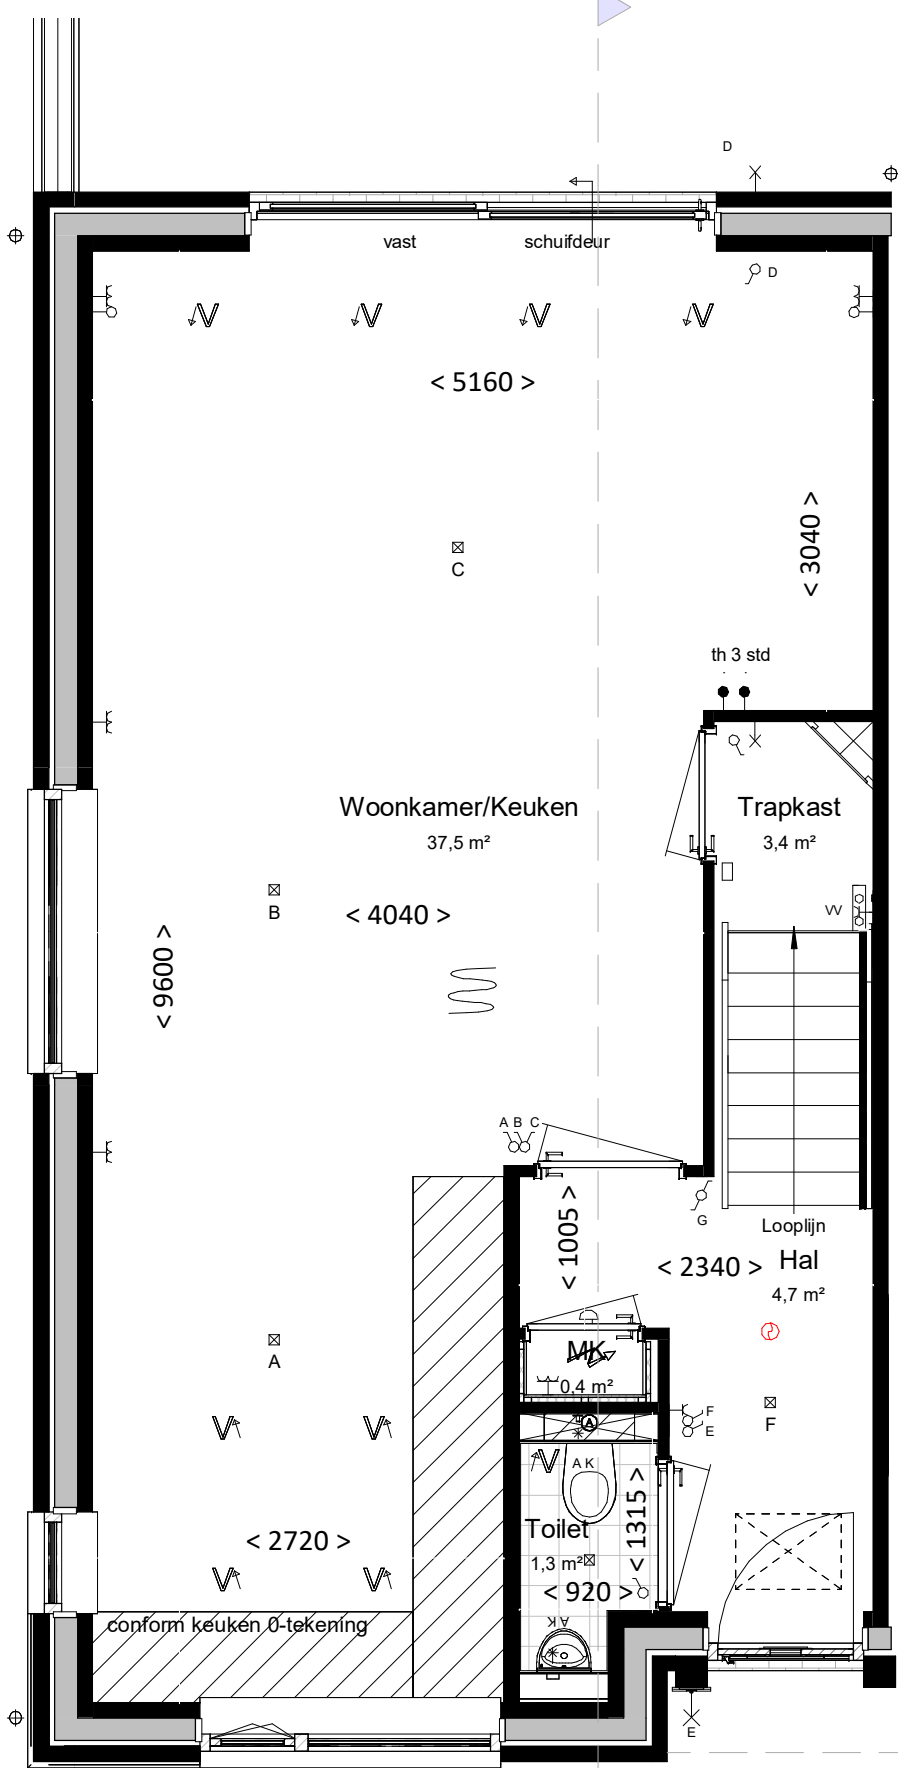 D
vast
schuifdeur
D
V
V
V
V
< 5160 >
< 3040 >
C
th 3 std
Woonkamer/Keuken
37,5 m²
Trapkast
3,4 m²
B
< 4040 >
VV
< 9600 >
A B C
G
< 1005 >
Looplijn
< 2340 >
Hal
4,7 m²
A
MK
0,4 m²
F
E
F
V
V
A
V
A K
< 1315 >
Toilet
1,3 m²
< 920 >
< 2720 >
V
V
A K
conform keuken 0-tekening
E